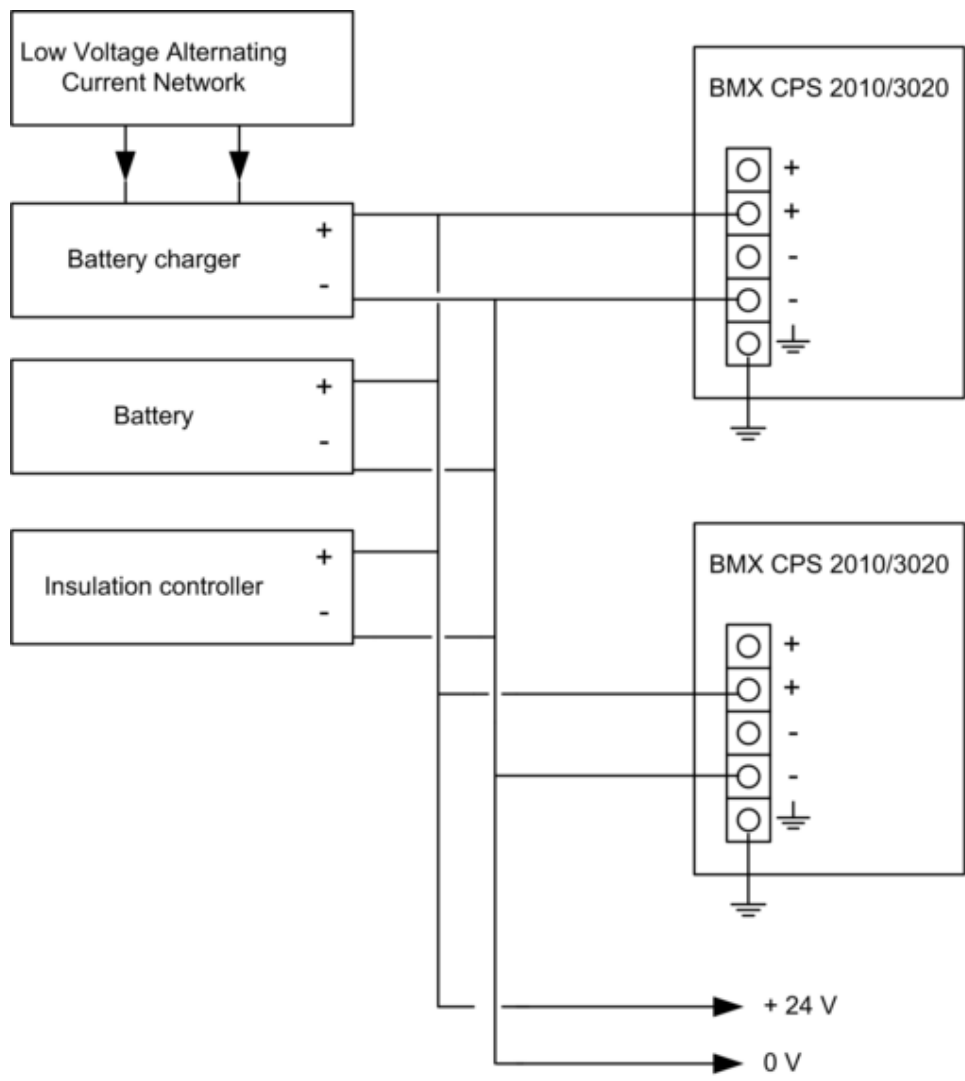 Low Voltage Alternating
Current Network
BMX CPS 2010/3020
+
+
-
-
Battery charger
+
-
Battery
+
-
Insulation controller
+
-
BMX CPS 2010/3020
+
+
-
-
+ 24 V
0 V